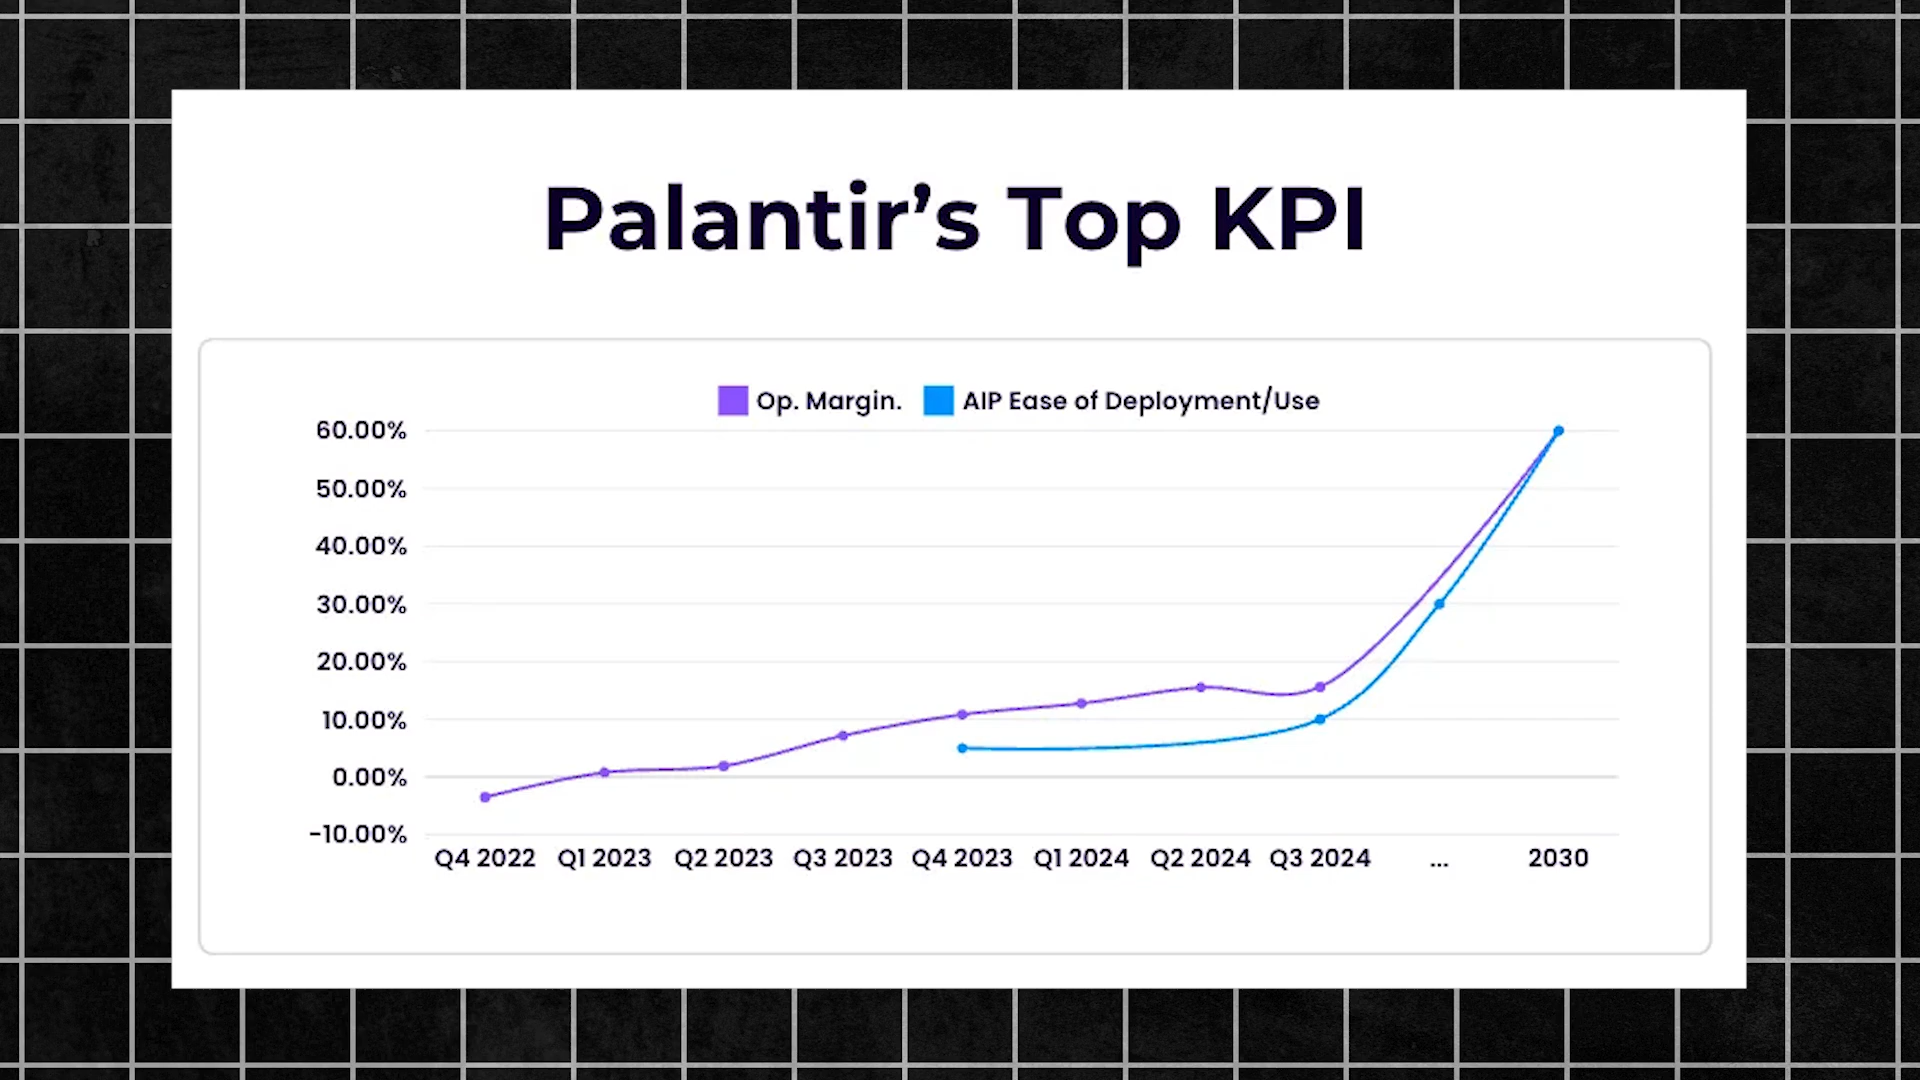 Palantir’s Top KPI
Op. Margin. AIP Ease of Deployment/Use
60.00%
50.00%
40.00%
30.00%
20.00%
10.00%
0.00%
-10.00%
Q4 2022 Q1 2023 Q2 2023 Q3 2023 Q4 2023 Q1 2024 Q2 2024 Q3 2024 ... 2030